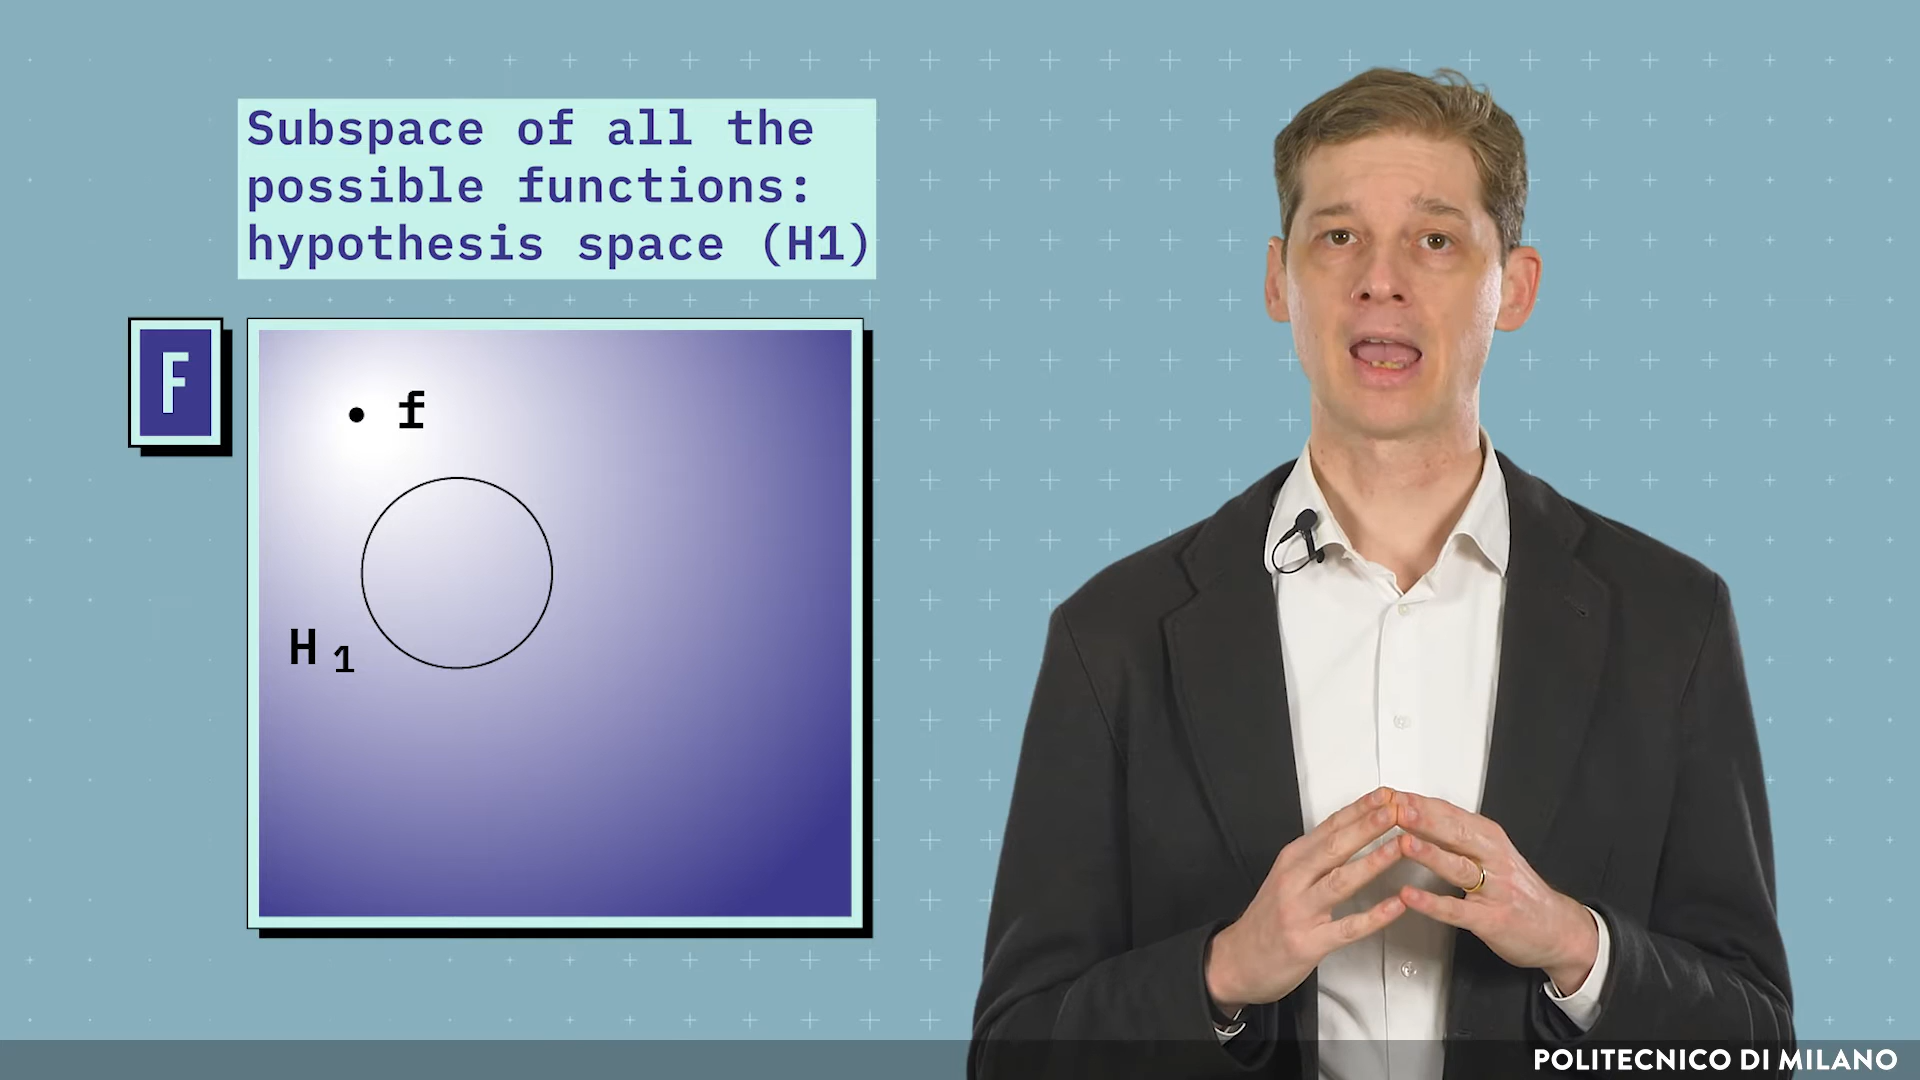 Subspace of all the
possible functions:
hypothesis space (H1)
F
f
H 1
POLITECNICO DI MILANO